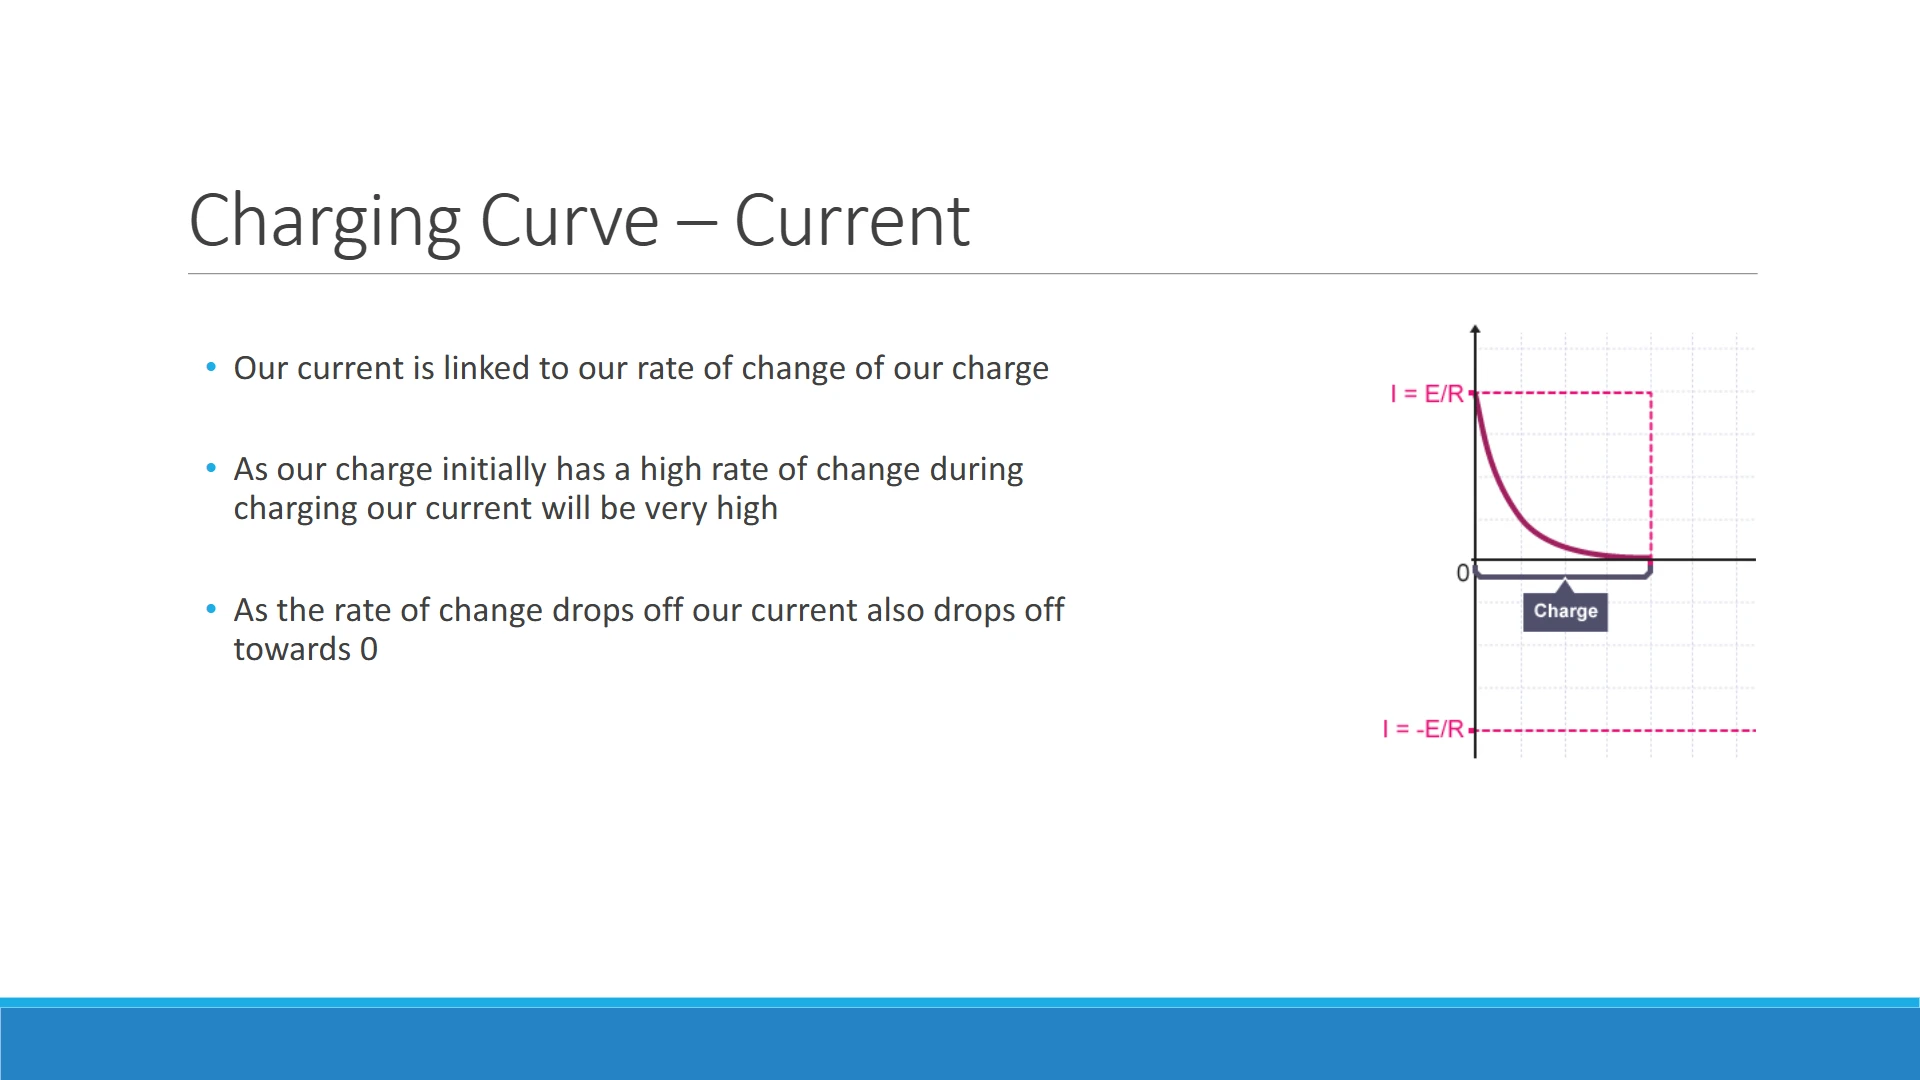 Charging Curve – Current
• Our current is linked to our rate of change of our charge
• As our charge initially has a high rate of change during
charging our current will be very high
• As the rate of change drops off our current also drops off
towards 0
I = E/R
0
Charge
I = -E/R